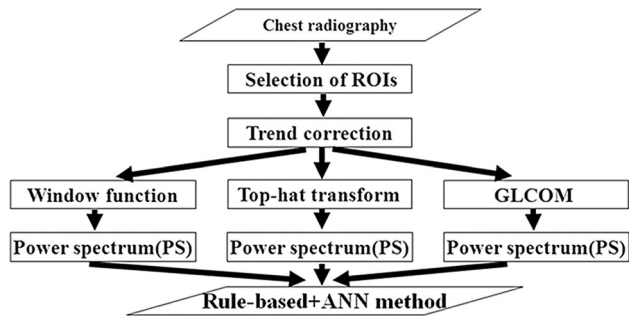 Chest radiography
Selection of ROIs
Trend correction
Window function
Top-hat transform
GLCOM
Power spectrum(PS)
Power spectrum(PS)
Power spectrum(PS)
Rule-based+ANN method